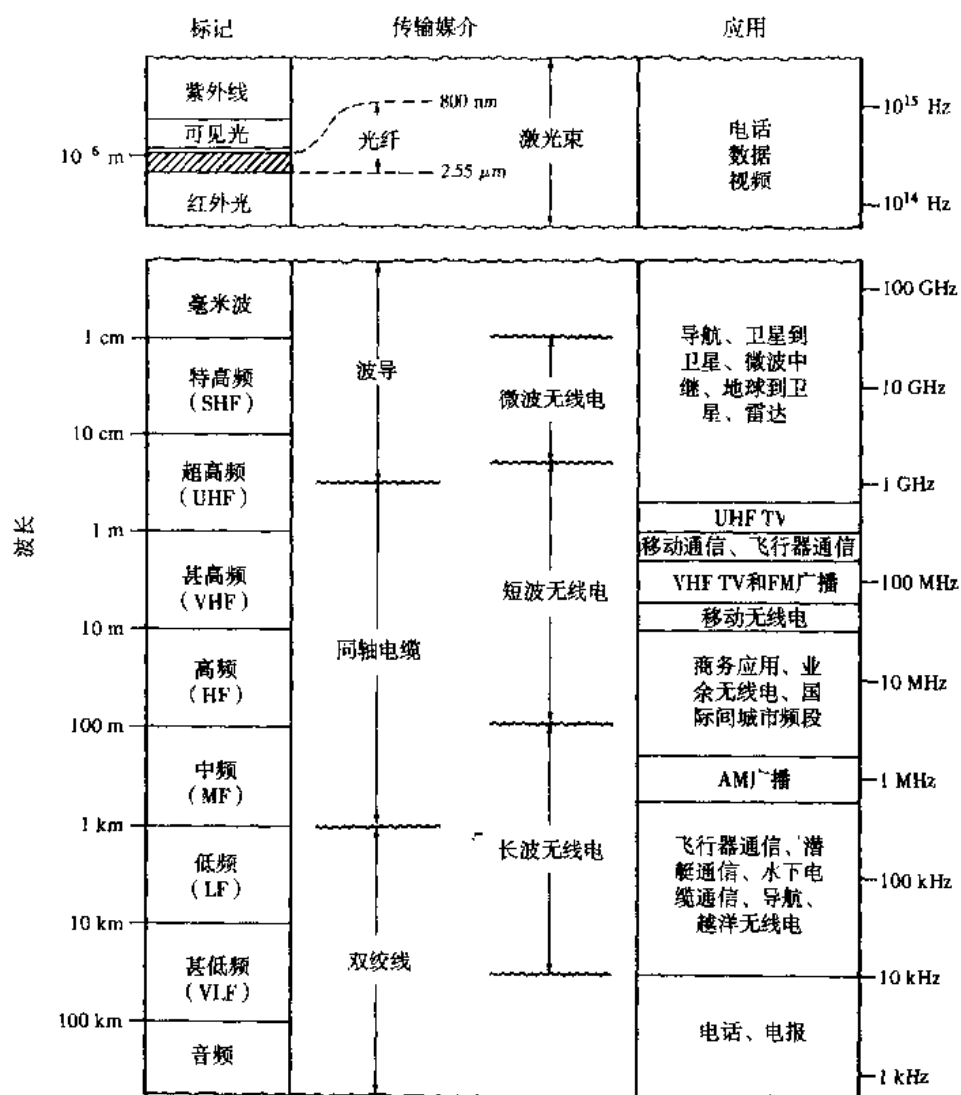 标记 传输媒介 应用
紫外线
可见光
10⁻⁶ m
红外光
800 nm
光纤
2.55 μm
激光束
电话
数据
视频
10¹⁵ Hz
10¹⁴ Hz
波长
毫米波
1 cm
特高频
(SHF)
10 cm
超高频
(UHF)
1 m
甚高频
(VHF)
10 m
高频
(HF)
100 m
中频
(MF)
1 km
低频
(LF)
10 km
甚低频
(VLF)
100 km
音频
波导
同轴电缆
双绞线
微波无线电
短波无线电
长波无线电
导航、卫星到
卫星、微波中
继、地球到卫
星、雷达
UHF TV
移动通信、飞行器通信
VHF TV和FM广播
移动无线电
商务应用、业
余无线电、国
际间城市频段
AM广播
飞行器通信、潜
艇通信、水下电
缆通信、导航、
越洋无线电
电话、电报
100 GHz
10 GHz
1 GHz
100 MHz
10 MHz
1 MHz
100 kHz
10 kHz
1 kHz